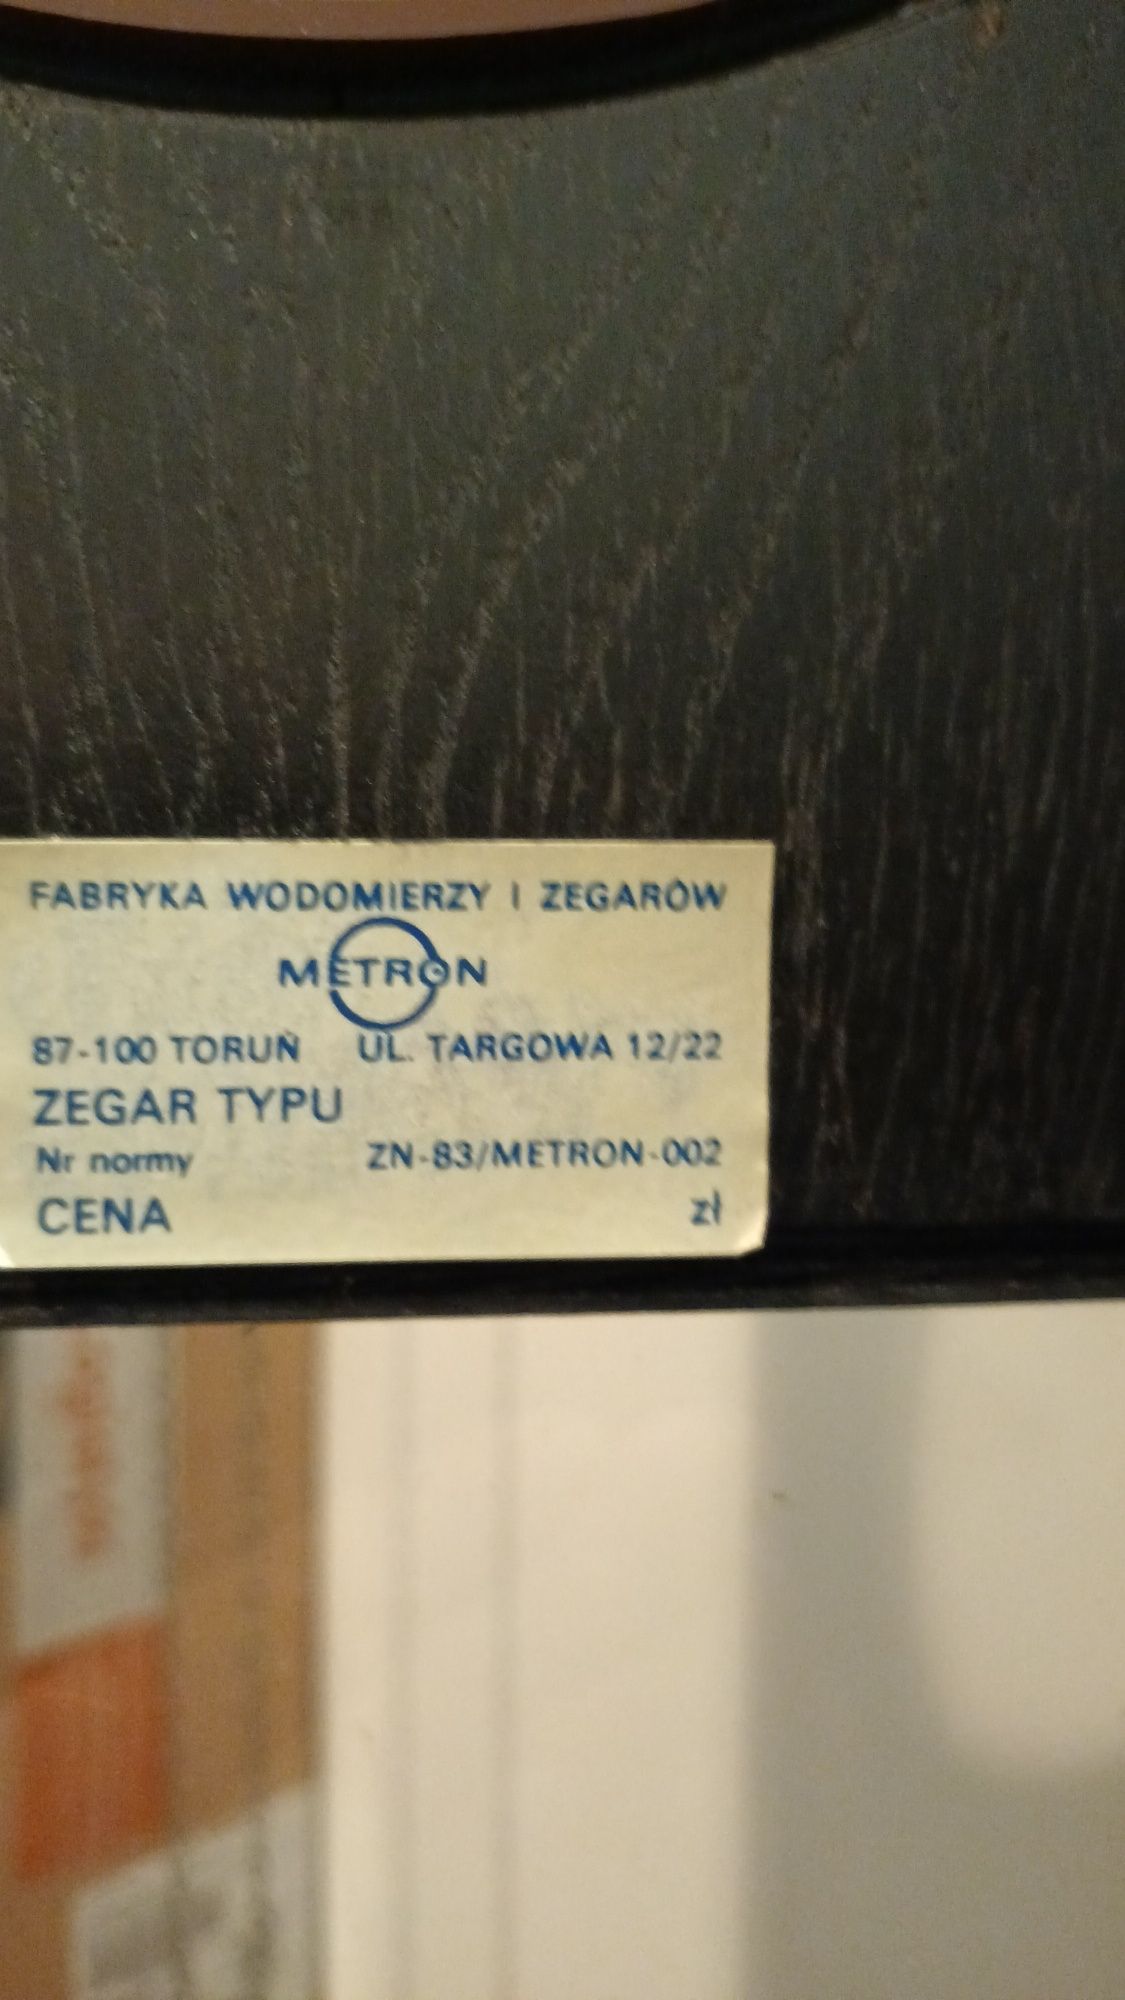 FABRYKA WODOMIERZY I ZEGARÓW
METRON
87-100 TORUŃ UL. TARGOWA 12/22
ZEGAR TYPU
Nr normy ZN-83/METRON-002
CENA zł